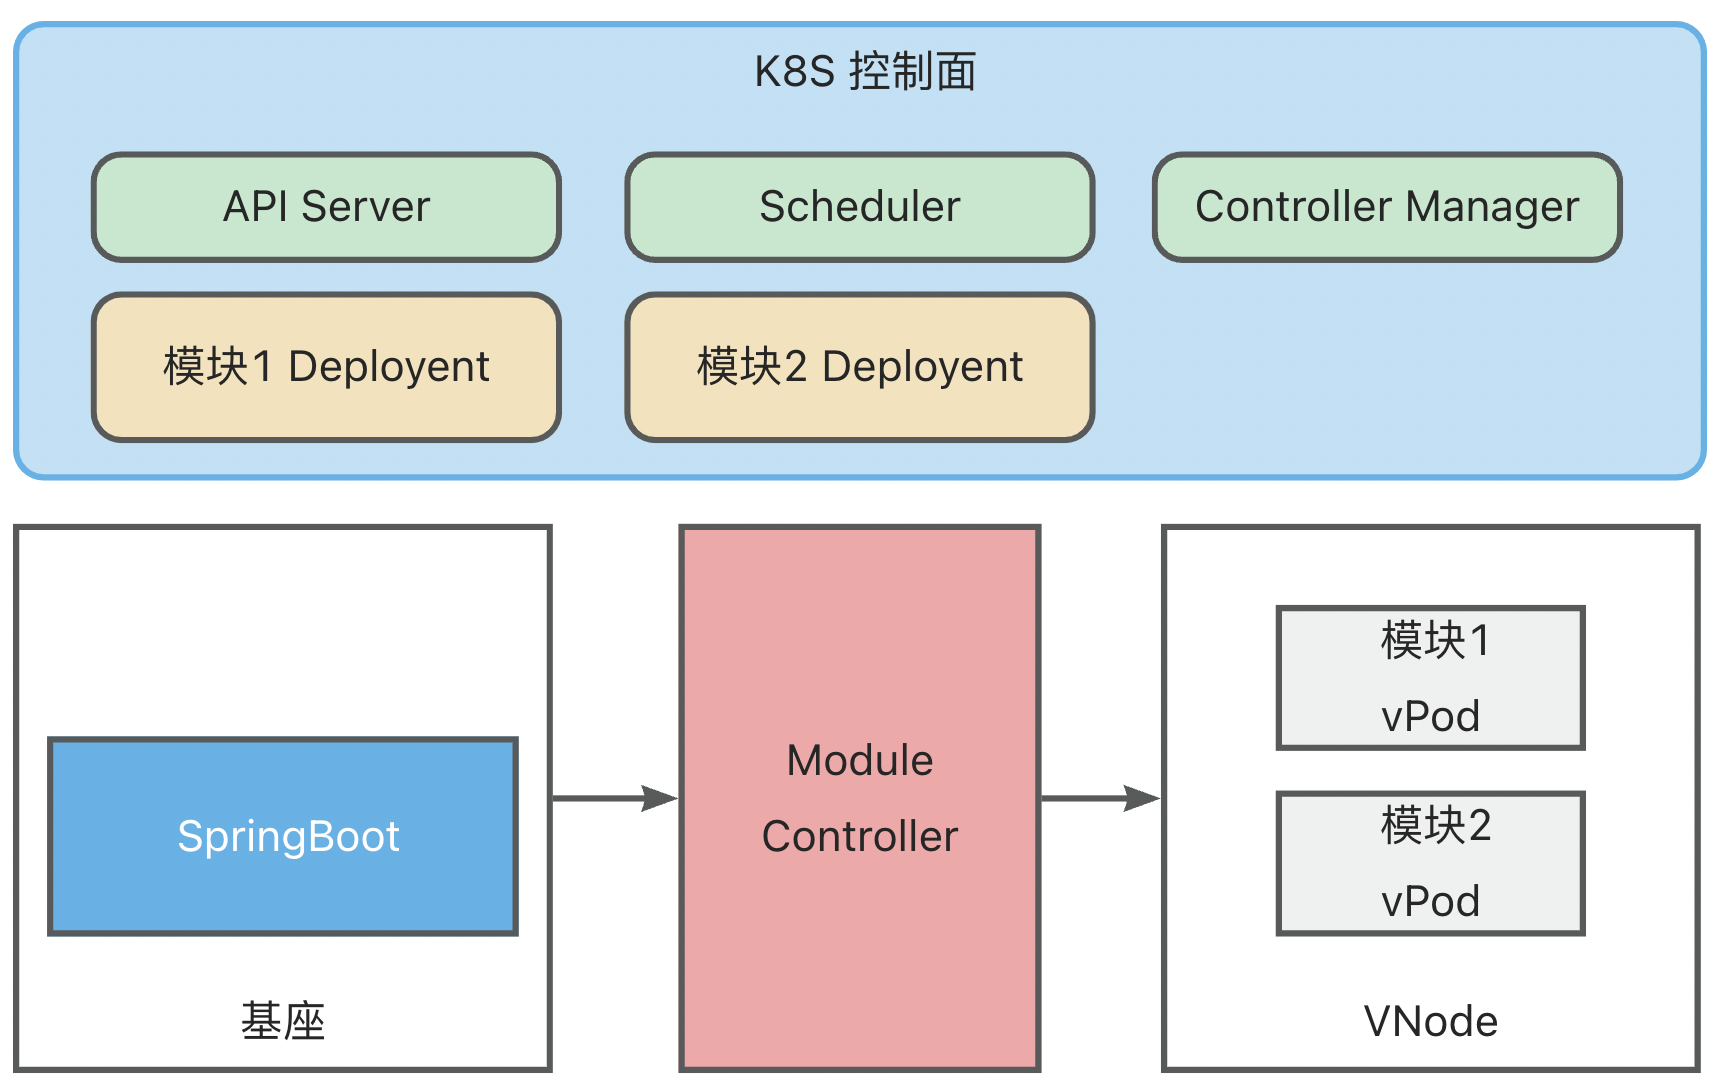 K8S 控制面
API Server
Scheduler
Controller Manager
模块1 Deployent
模块2 Deployent
SpringBoot
基座
Module
Controller
模块1
vPod
模块2
vPod
VNode